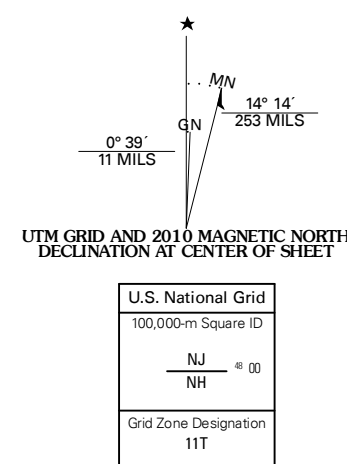 ★
MN
GN
14° 14´
253 MILS
0° 39´
11 MILS
UTM GRID AND 2010 MAGNETIC NORTH
DECLINATION AT CENTER OF SHEET
U.S. National Grid
100,000-m Square ID
NJ
48 00
NH
Grid Zone Designation
11T